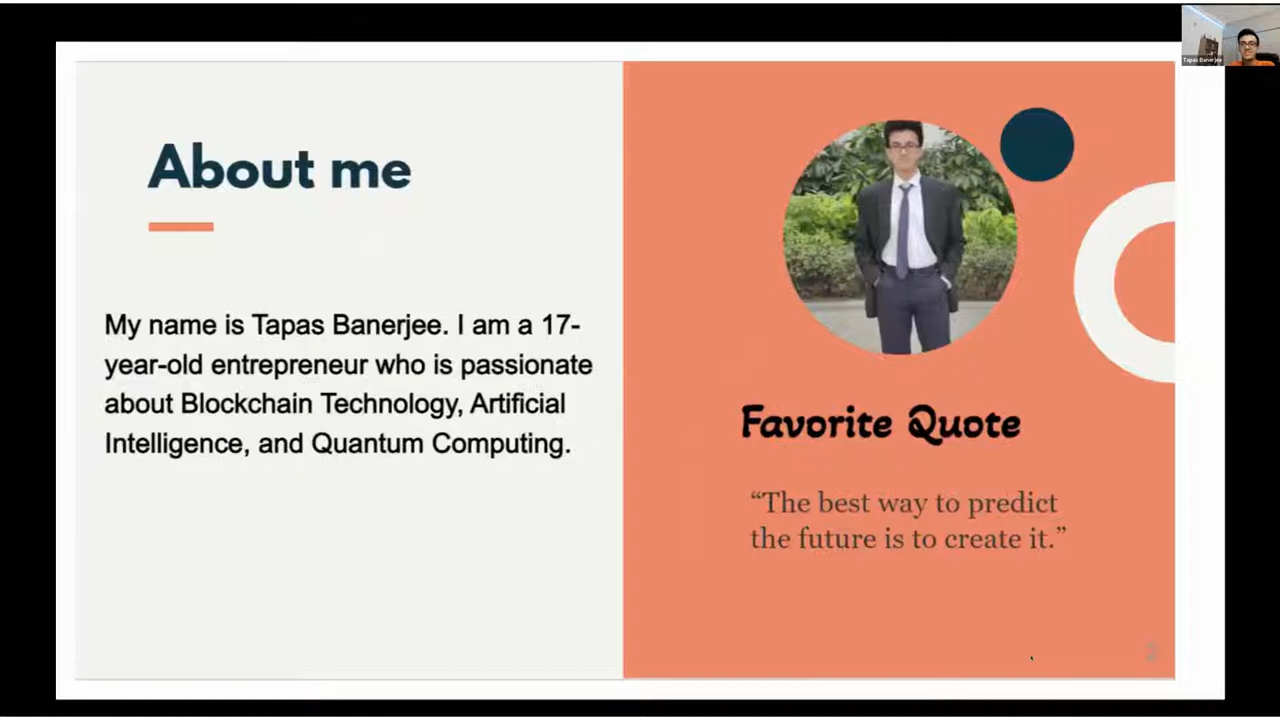 About me
My name is Tapas Banerjee. I am a 17-
year-old entrepreneur who is passionate
about Blockchain Technology, Artificial
Intelligence, and Quantum Computing.
Favorite Quote
“The best way to predict
the future is to create it.”
2
Tapas Banerjee